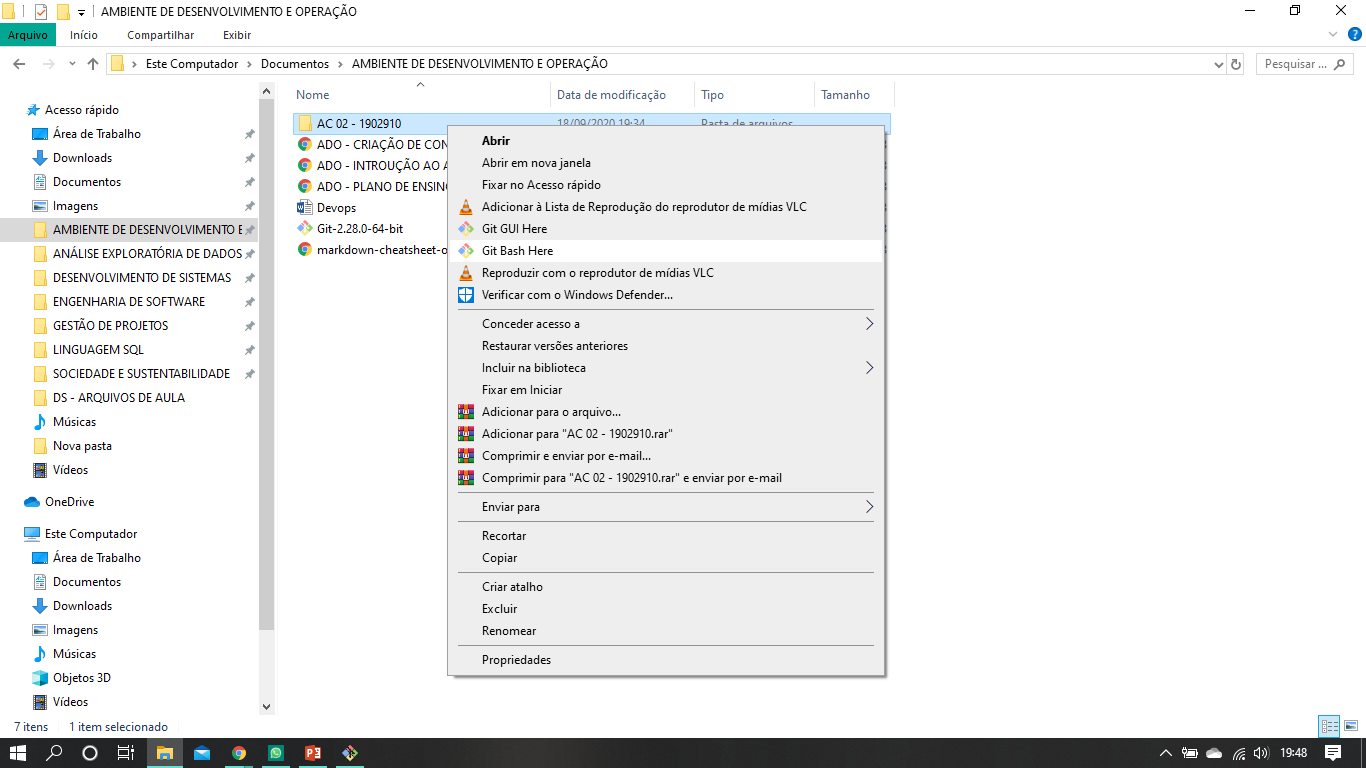 AMBIENTE DE DESENVOLVIMENTO E OPERAÇÃO
Arquivo Início Compartilhar Exibir
Este Computador Documentos AMBIENTE DE DESENVOLVIMENTO E OPERAÇÃO
Pesquisar ...
Nome Data de modificação Tipo Tamanho
Acesso rápido
Área de Trabalho
Downloads
Documentos
Imagens
AMBIENTE DE DESENVOLVIMENTO E
ANÁLISE EXPLORATÓRIA DE DADOS
DESENVOLVIMENTO DE SISTEMAS
ENGENHARIA DE SOFTWARE
GESTÃO DE PROJETOS
LINGUAGEM SQL
SOCIEDADE E SUSTENTABILIDADE
DS - ARQUIVOS DE AULA
Músicas
Nova pasta
Vídeos
OneDrive
Este Computador
Área de Trabalho
Documentos
Downloads
Imagens
Músicas
Objetos 3D
Vídeos
AC 02 - 1902910 18/09/2020 19:34 Pasta de arquivos
ADO - CRIAÇÃO DE CON
ADO - INTROUÇÃO AO A
ADO - PLANO DE ENSINO
Devops
Git-2.28.0-64-bit
markdown-cheatsheet-o
Abrir
Abrir em nova janela
Fixar no Acesso rápido
Adicionar à Lista de Reprodução do reprodutor de mídias VLC
Git GUI Here
Git Bash Here
Reproduzir com o reprodutor de mídias VLC
Verificar com o Windows Defender...
Conceder acesso a
Restaurar versões anteriores
Incluir na biblioteca
Fixar em Iniciar
Adicionar para o arquivo...
Adicionar para "AC 02 - 1902910.rar"
Comprimir e enviar por e-mail...
Comprimir para "AC 02 - 1902910.rar" e enviar por e-mail
Enviar para
Recortar
Copiar
Criar atalho
Excluir
Renomear
Propriedades
7 itens 1 item selecionado
19:48